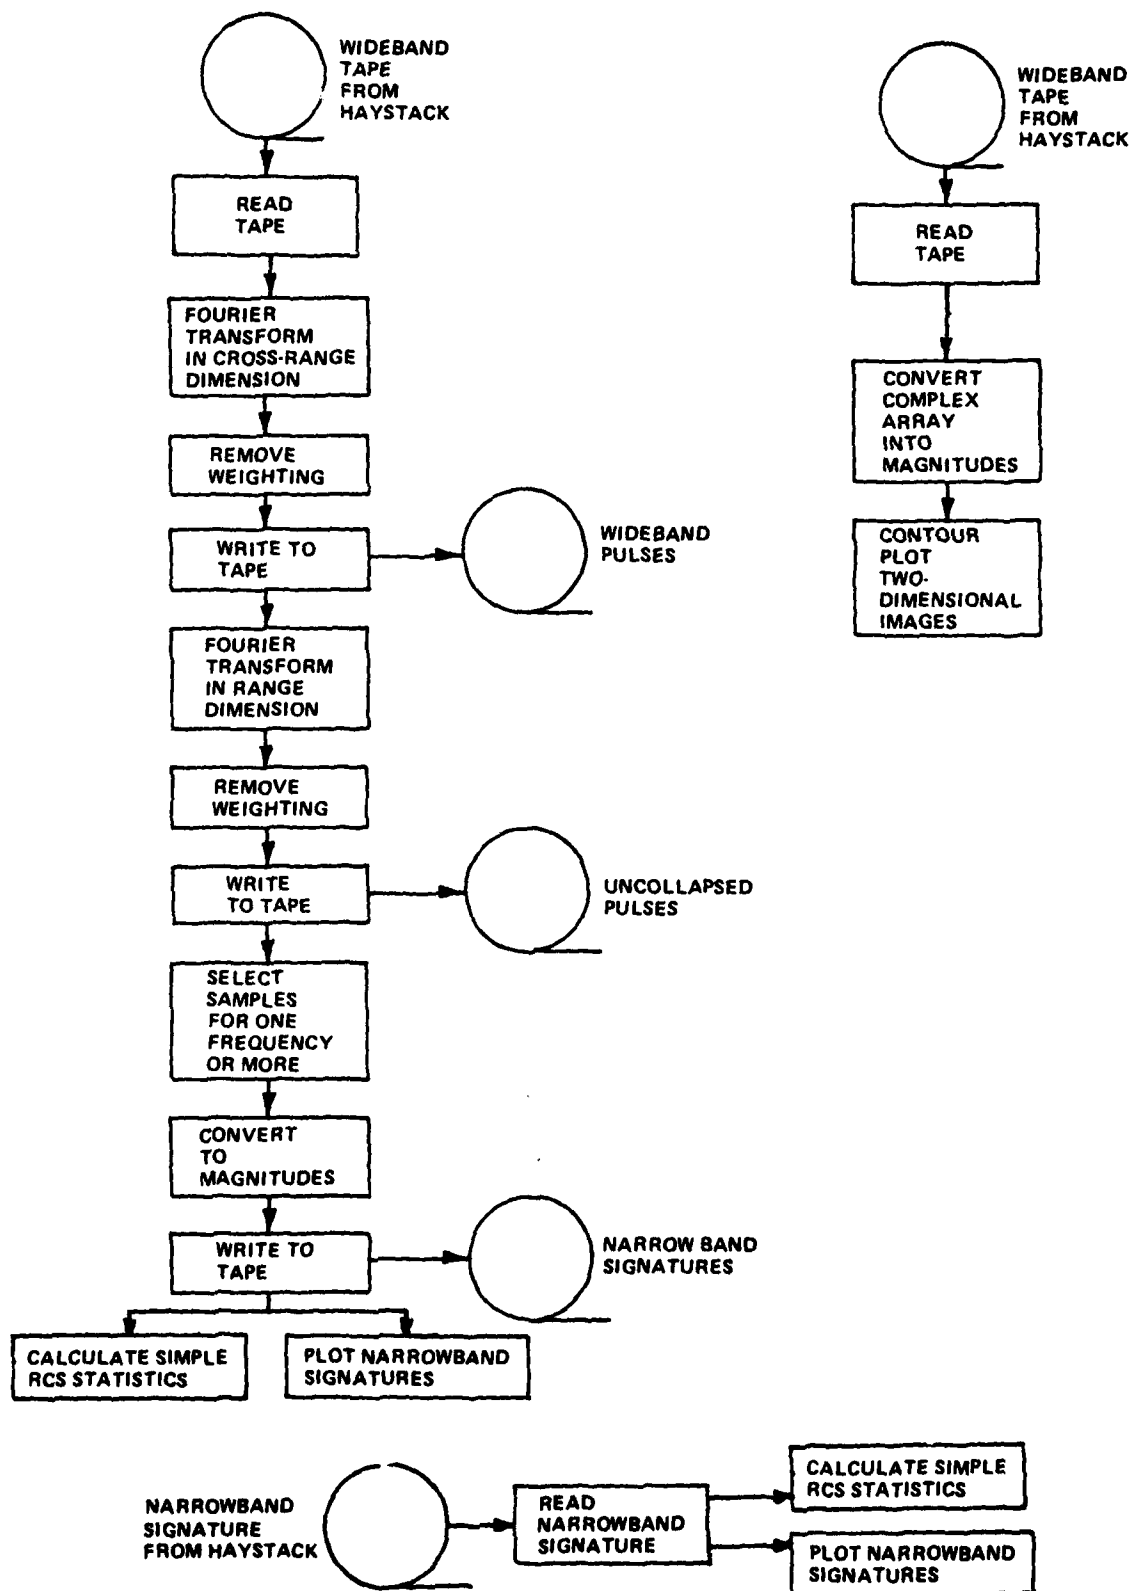 WIDEBAND
TAPE
FROM
HAYSTACK
READ
TAPE
FOURIER
TRANSFORM
IN CROSS-RANGE
DIMENSION
REMOVE
WEIGHTING
WRITE TO
TAPE
WIDEBAND
PULSES
FOURIER
TRANSFORM
IN RANGE
DIMENSION
REMOVE
WEIGHTING
WRITE
TO TAPE
UNCOLLAPSED
PULSES
SELECT
SAMPLES
FOR ONE
FREQUENCY
OR MORE
CONVERT
TO
MAGNITUDES
WRITE TO
TAPE
NARROW BAND
SIGNATURES
CALCULATE SIMPLE
RCS STATISTICS
PLOT NARROWBAND
SIGNATURES
WIDEBAND
TAPE
FROM
HAYSTACK
READ
TAPE
CONVERT
COMPLEX
ARRAY
INTO
MAGNITUDES
CONTOUR
PLOT
TWO-
DIMENSIONAL
IMAGES
NARROWBAND
SIGNATURE
FROM HAYSTACK
READ
NARROWBAND
SIGNATURE
CALCULATE SIMPLE
RCS STATISTICS
PLOT NARROWBAND
SIGNATURES